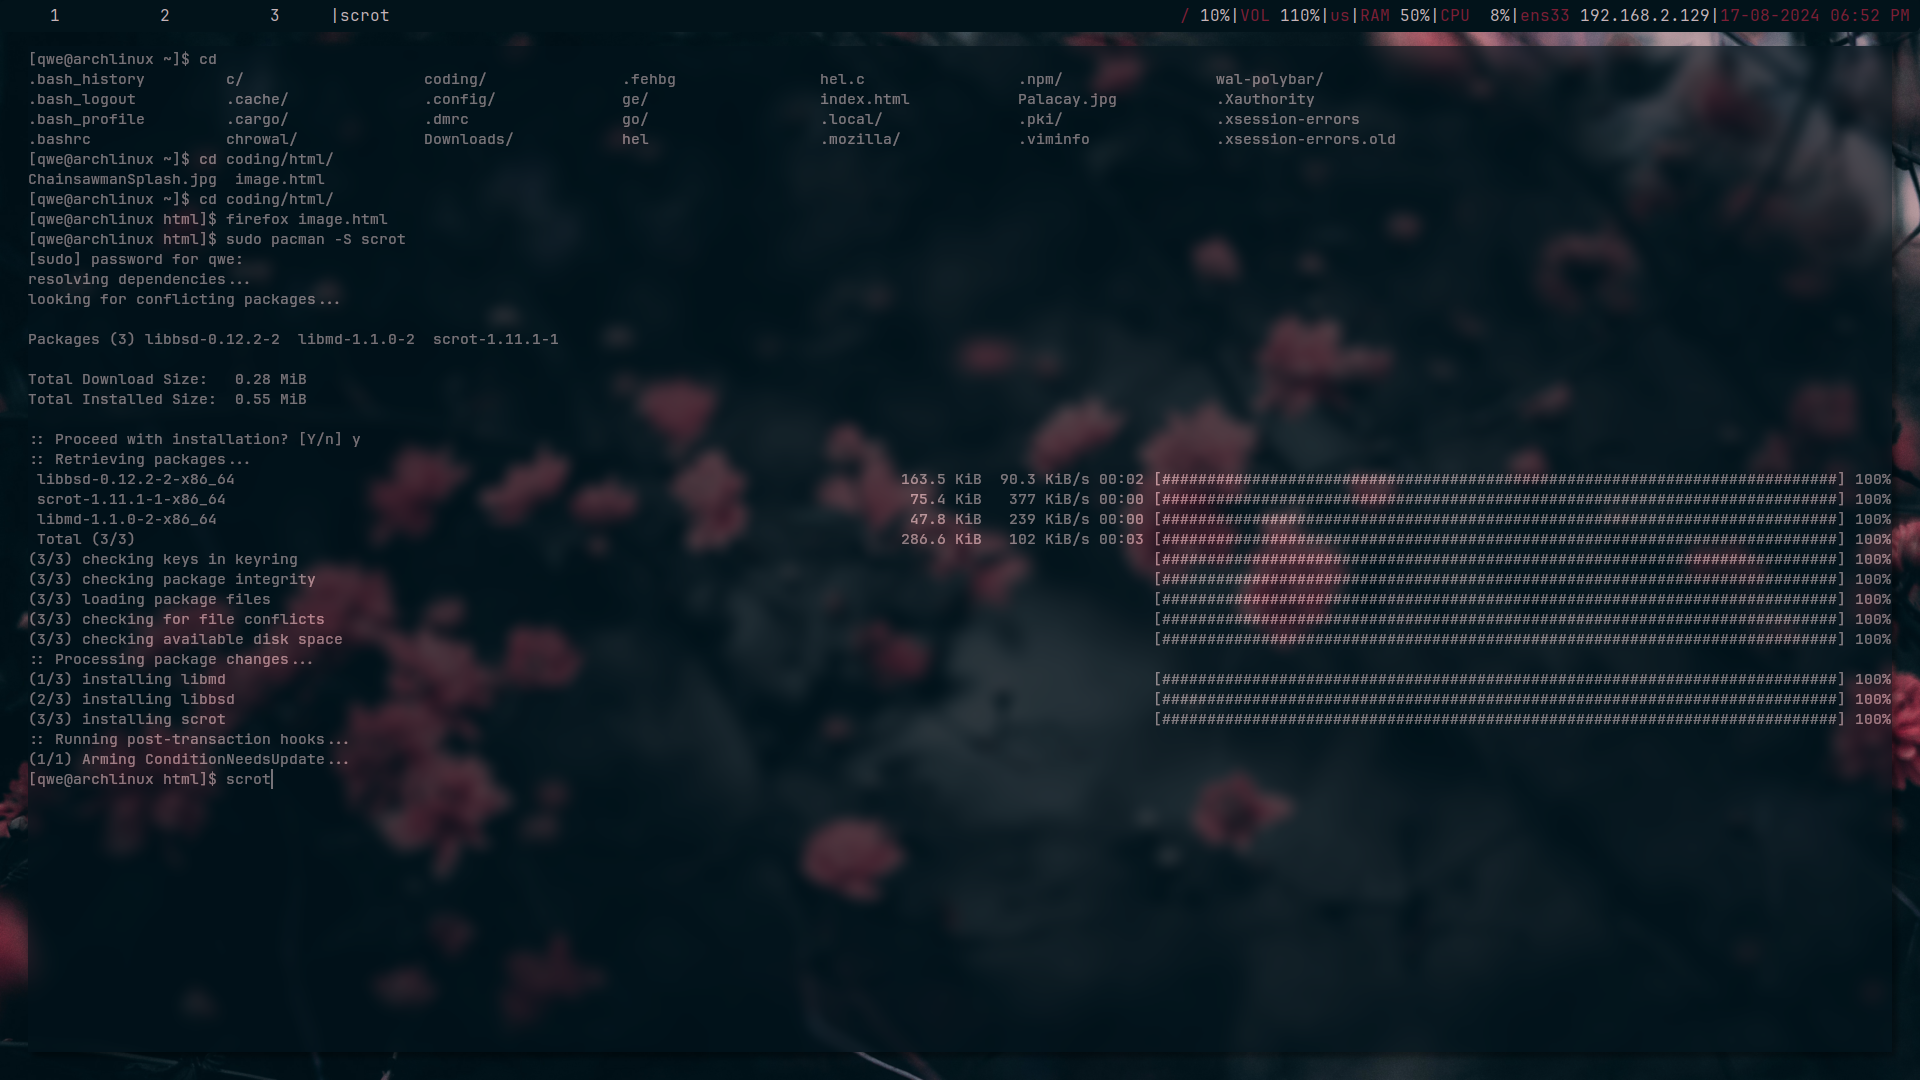 1 2 3 |scrot / 10%|VOL 110%|us|RAM 50%|CPU 8%|ens33 192.168.2.129|17-08-2024 06:52 PM
[qwe@archlinux ~]$ cd
.bash_history c/ coding/ .fehbg hel.c .npm/ wal-polybar/
.bash_logout .cache/ .config/ ge/ index.html Palacay.jpg .Xauthority
.bash_profile .cargo/ .dmrc go/ .local/ .pki/ .xsession-errors
.bashrc chrowal/ Downloads/ hel .mozilla/ .viminfo .xsession-errors.old
[qwe@archlinux ~]$ cd coding/html/
ChainsawmanSplash.jpg image.html
[qwe@archlinux ~]$ cd coding/html/
[qwe@archlinux html]$ firefox image.html
[qwe@archlinux html]$ sudo pacman -S scrot
[sudo] password for qwe:
resolving dependencies...
looking for conflicting packages...
Packages (3) libbsd-0.12.2-2 libmd-1.1.0-2 scrot-1.11.1-1
Total Download Size: 0.28 MiB
Total Installed Size: 0.55 MiB
:: Proceed with installation? [Y/n] y
:: Retrieving packages...
libbsd-0.12.2-2-x86_64 163.5 KiB 90.3 KiB/s 00:02 [###########################################################################] 100%
scrot-1.11.1-1-x86_64 75.4 KiB 377 KiB/s 00:00 [###########################################################################] 100%
libmd-1.1.0-2-x86_64 47.8 KiB 239 KiB/s 00:00 [###########################################################################] 100%
Total (3/3) 286.6 KiB 102 KiB/s 00:03 [###########################################################################] 100%
(3/3) checking keys in keyring [###########################################################################] 100%
(3/3) checking package integrity [###########################################################################] 100%
(3/3) loading package files [###########################################################################] 100%
(3/3) checking for file conflicts [###########################################################################] 100%
(3/3) checking available disk space [###########################################################################] 100%
:: Processing package changes...
(1/3) installing libmd [###########################################################################] 100%
(2/3) installing libbsd [###########################################################################] 100%
(3/3) installing scrot [###########################################################################] 100%
:: Running post-transaction hooks...
(1/1) Arming ConditionNeedsUpdate...
[qwe@archlinux html]$ scrot